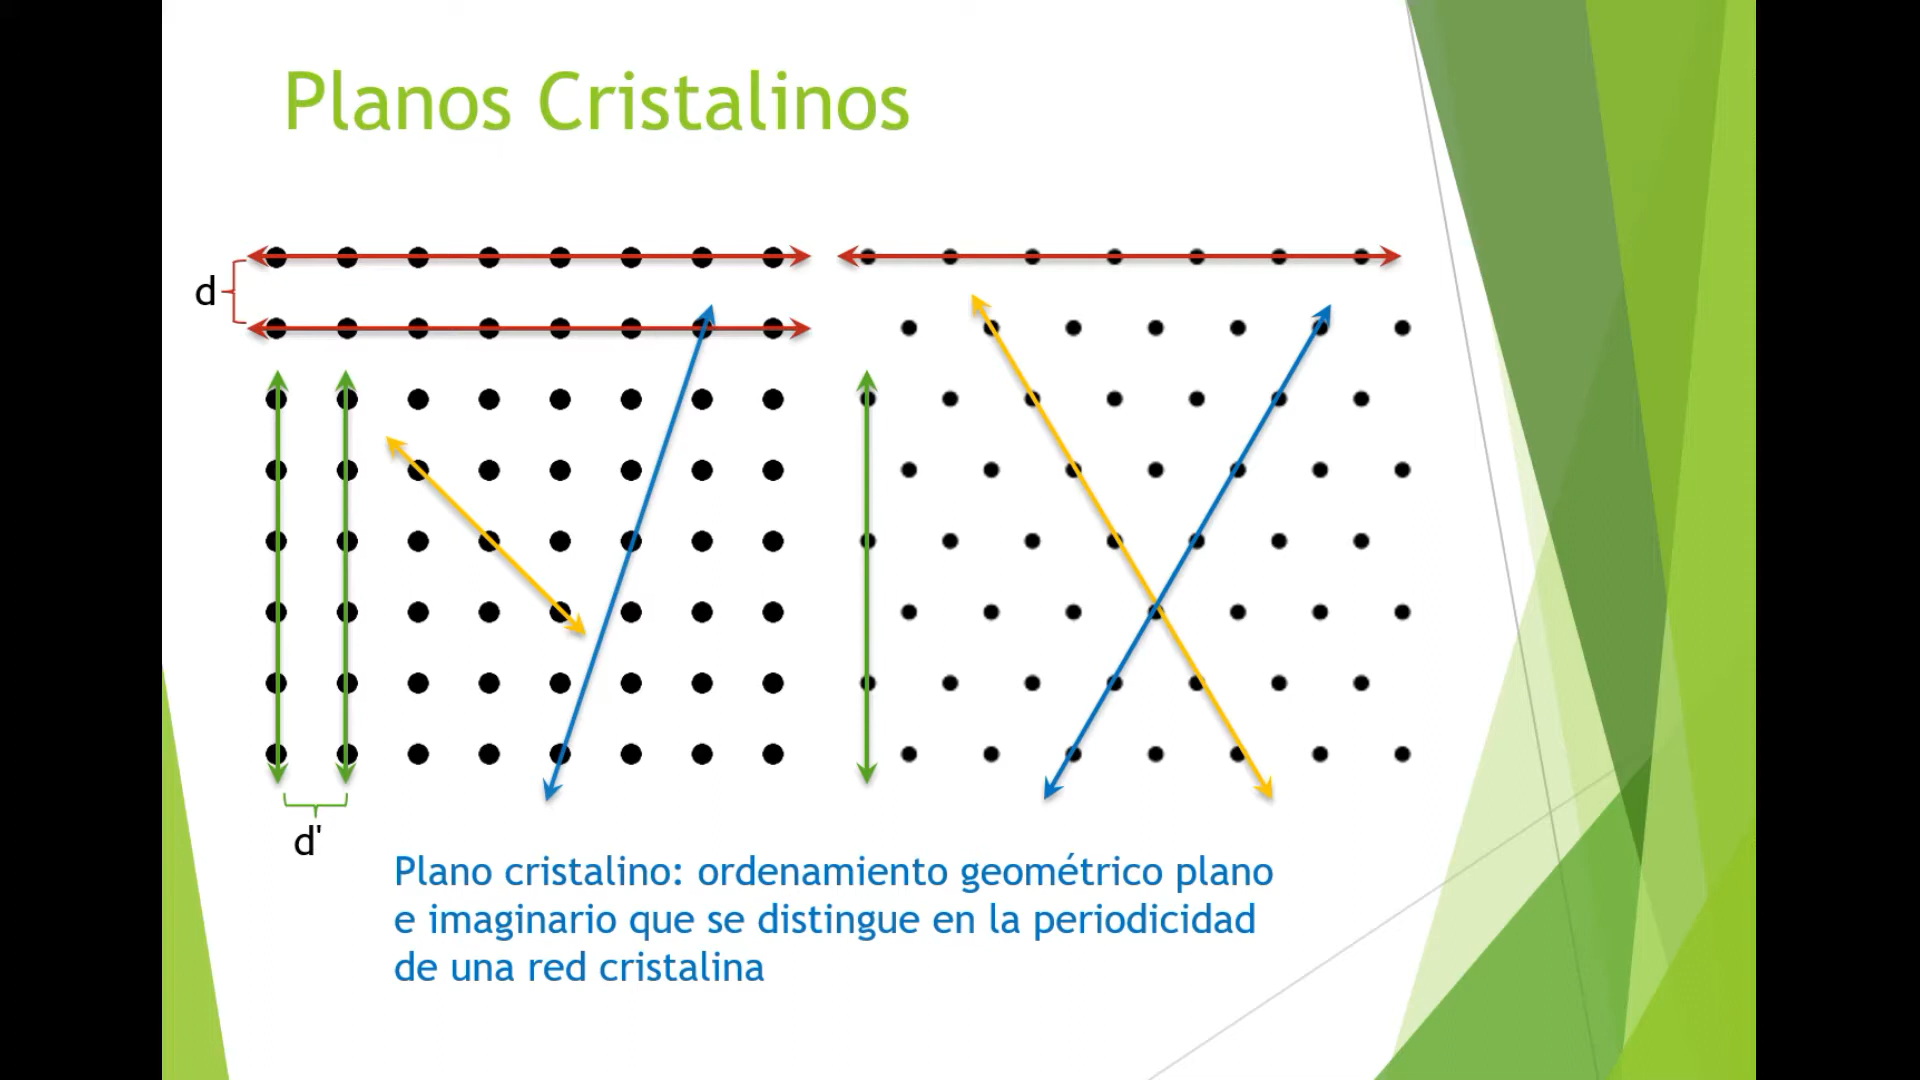 Planos Cristalinos
d
d'
Plano cristalino: ordenamiento geométrico plano
e imaginario que se distingue en la periodicidad
de una red cristalina